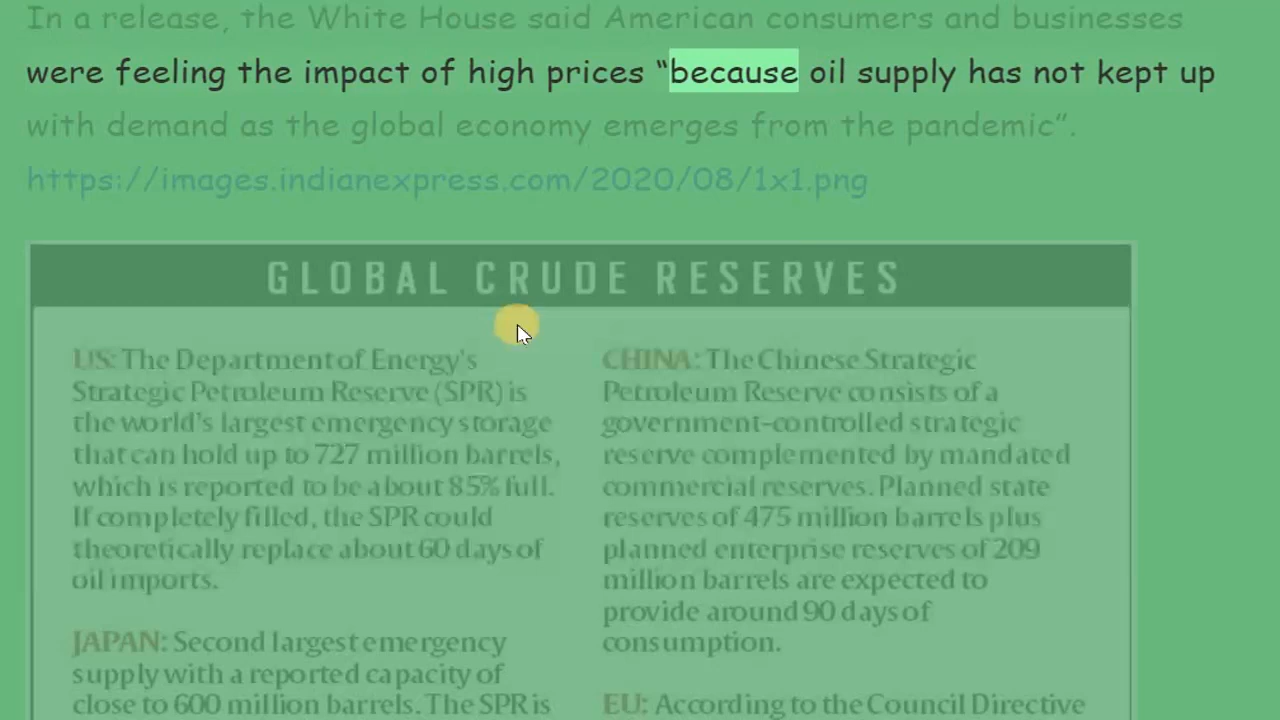 In a release, the White House said American consumers and businesses
were feeling the impact of high prices “because oil supply has not kept up
with demand as the global economy emerges from the pandemic”.
https://images.indianexpress.com/2020/08/1x1.png
GLOBAL CRUDE RESERVES
US: The Department of Energy's
Strategic Petroleum Reserve (SPR) is
the world's largest emergency storage
that can hold up to 727 million barrels,
which is reported to be about 85% full.
If completely filled, the SPR could
theoretically replace about 60 days of
oil imports.
JAPAN: Second largest emergency
supply with a reported capacity of
close to 600 million barrels. The SPR is
CHINA: The Chinese Strategic
Petroleum Reserve consists of a
government-controlled strategic
reserve complemented by mandated
commercial reserves. Planned state
reserves of 475 million barrels plus
planned enterprise reserves of 209
million barrels are expected to
provide around 90 days of
consumption.
EU: According to the Council Directive